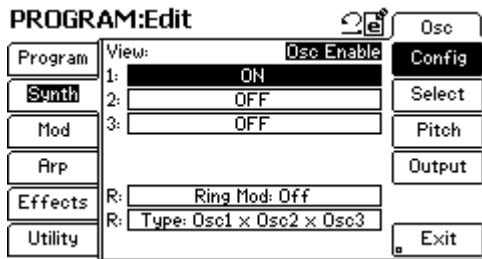 PROGRAM:Edit
e
Osc
Program
View:
Osc Enable
Config
1:
ON
Synth
2:
OFF
Select
Mod
3:
OFF
Pitch
Arp
Output
Effects
R:
Ring Mod: Off
R:
Type: Osc1 x Osc2 x Osc3
Utility
Exit